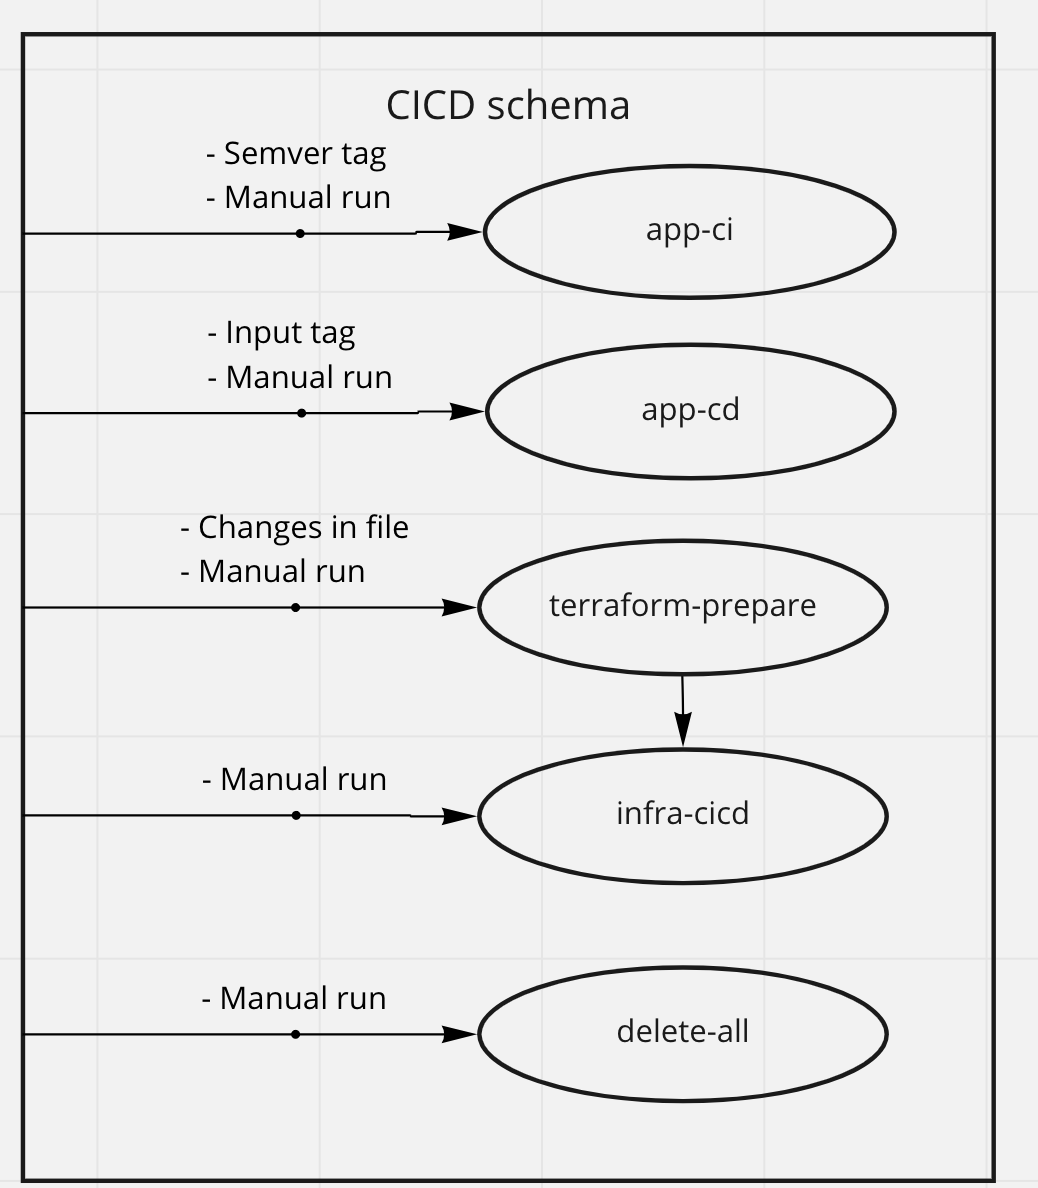 CICD schema
- Semver tag
- Manual run
app-ci
- Input tag
- Manual run
app-cd
- Changes in file
- Manual run
terraform-prepare
- Manual run
infra-cicd
- Manual run
delete-all